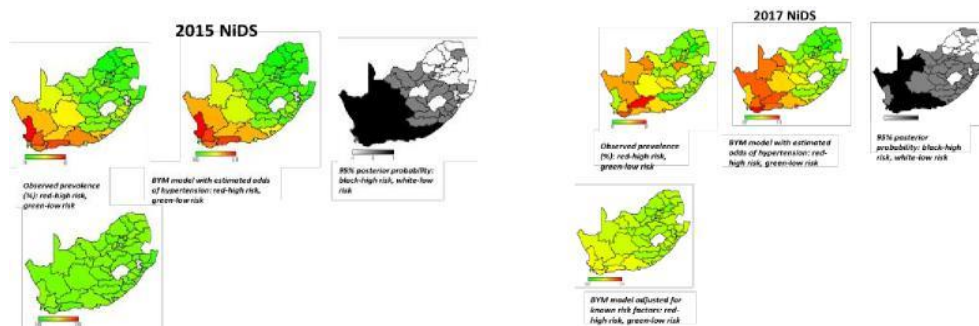 2015 NiDS
Observed prevalence
(%): red-high risk,
green-low risk
BYM model with estimated odds
of hypertension: red-high risk,
green-low risk
95% posterior probability:
black-high risk, white-low
risk
2017 NiDS
Observed prevalence
(%): red-high risk,
green-low risk
BYM model with estimated
odds of hypertension: red-
high risk, green-low risk
95% posterior
probability: black-high
risk, white-low risk
BYM model adjusted for
known risk factors: red-
high risk, green-low risk